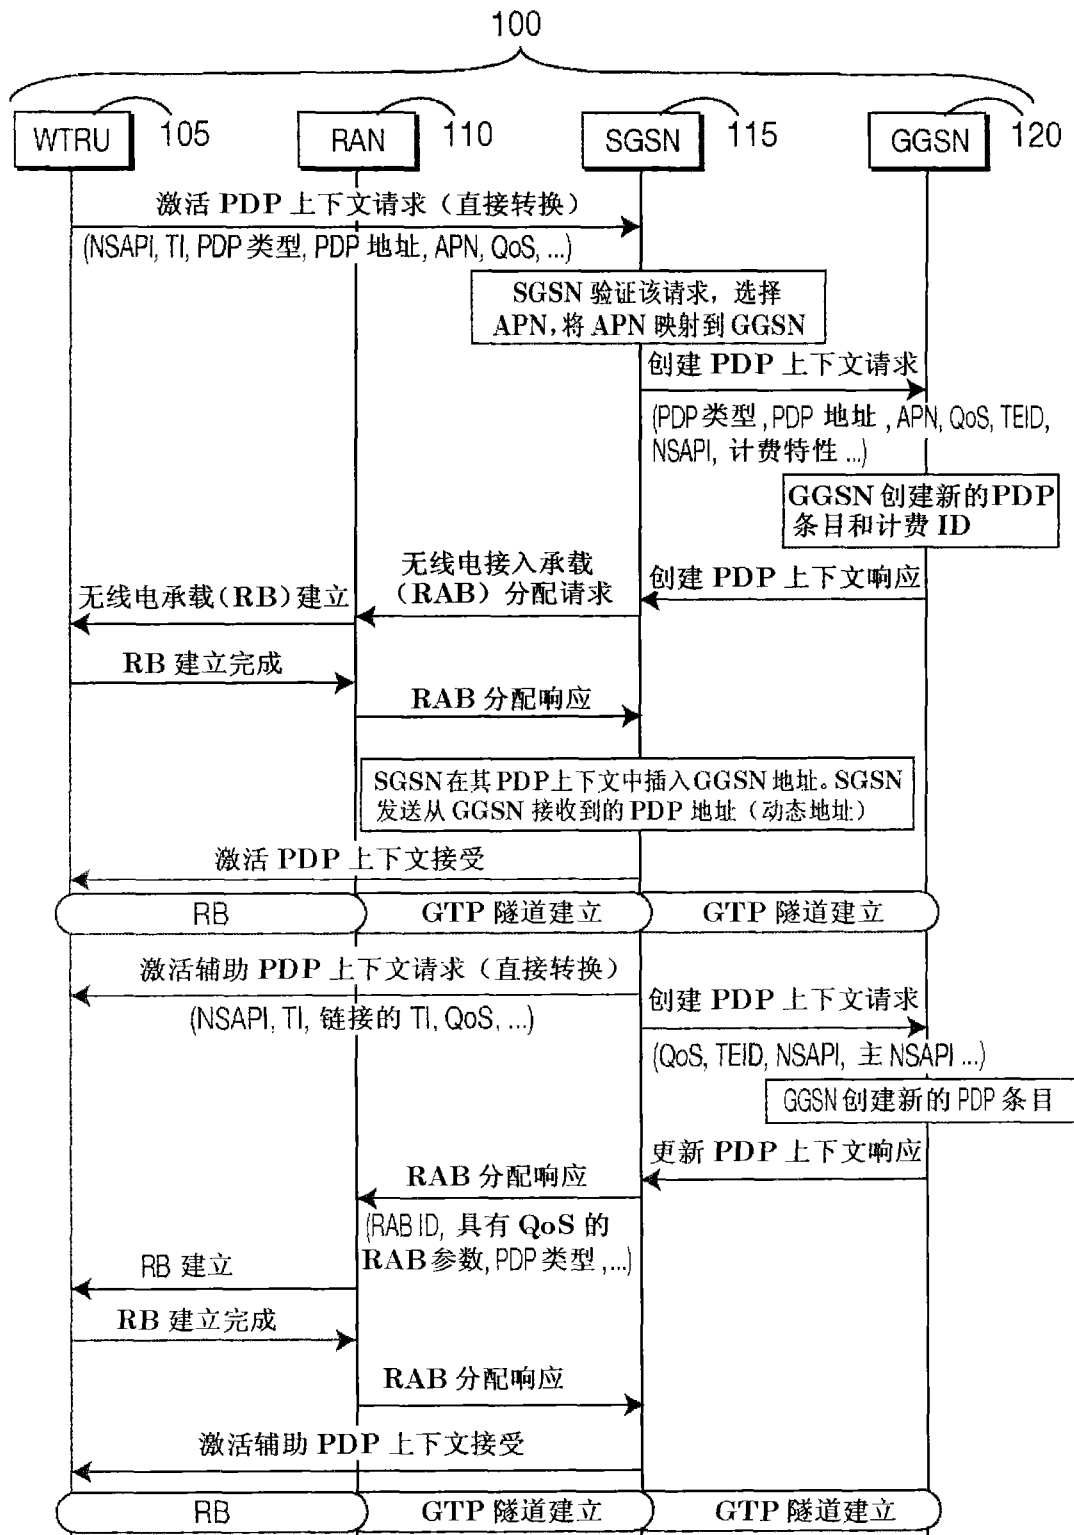 100
WTRU
105
RAN
110
SGSN
115
GGSN
120
激活 PDP 上下文请求（直接转换）
(NSAPI, TI, PDP 类型, PDP 地址, APN, QoS, ...)
SGSN 验证该请求，选择
APN，将 APN 映射到 GGSN
创建 PDP 上下文请求
(PDP 类型, PDP 地址, APN, QoS, TEID,
NSAPI, 计费特性 ...)
GGSN 创建新的 PDP
条目和计费 ID
创建 PDP 上下文响应
无线电接入承载
（RAB）分配请求
无线电承载（RB）建立
RB 建立完成
RAB 分配响应
SGSN在其PDP上下文中插入GGSN 地址。SGSN
发送从GGSN 接收到的PDP 地址（动态地址）
激活 PDP 上下文接受
RB
GTP 隧道建立
GTP 隧道建立
激活辅助 PDP 上下文请求（直接转换）
(NSAPI, TI, 链接的 TI, QoS, ...)
创建 PDP 上下文请求
(QoS, TEID, NSAPI, 主 NSAPI ...)
GGSN 创建新的 PDP 条目
更新 PDP 上下文响应
RAB 分配响应
(RAB ID, 具有 QoS 的
RAB 参数, PDP 类型, ...)
RB 建立
RB 建立完成
RAB 分配响应
激活辅助 PDP 上下文接受
RB
GTP 隧道建立
GTP 隧道建立